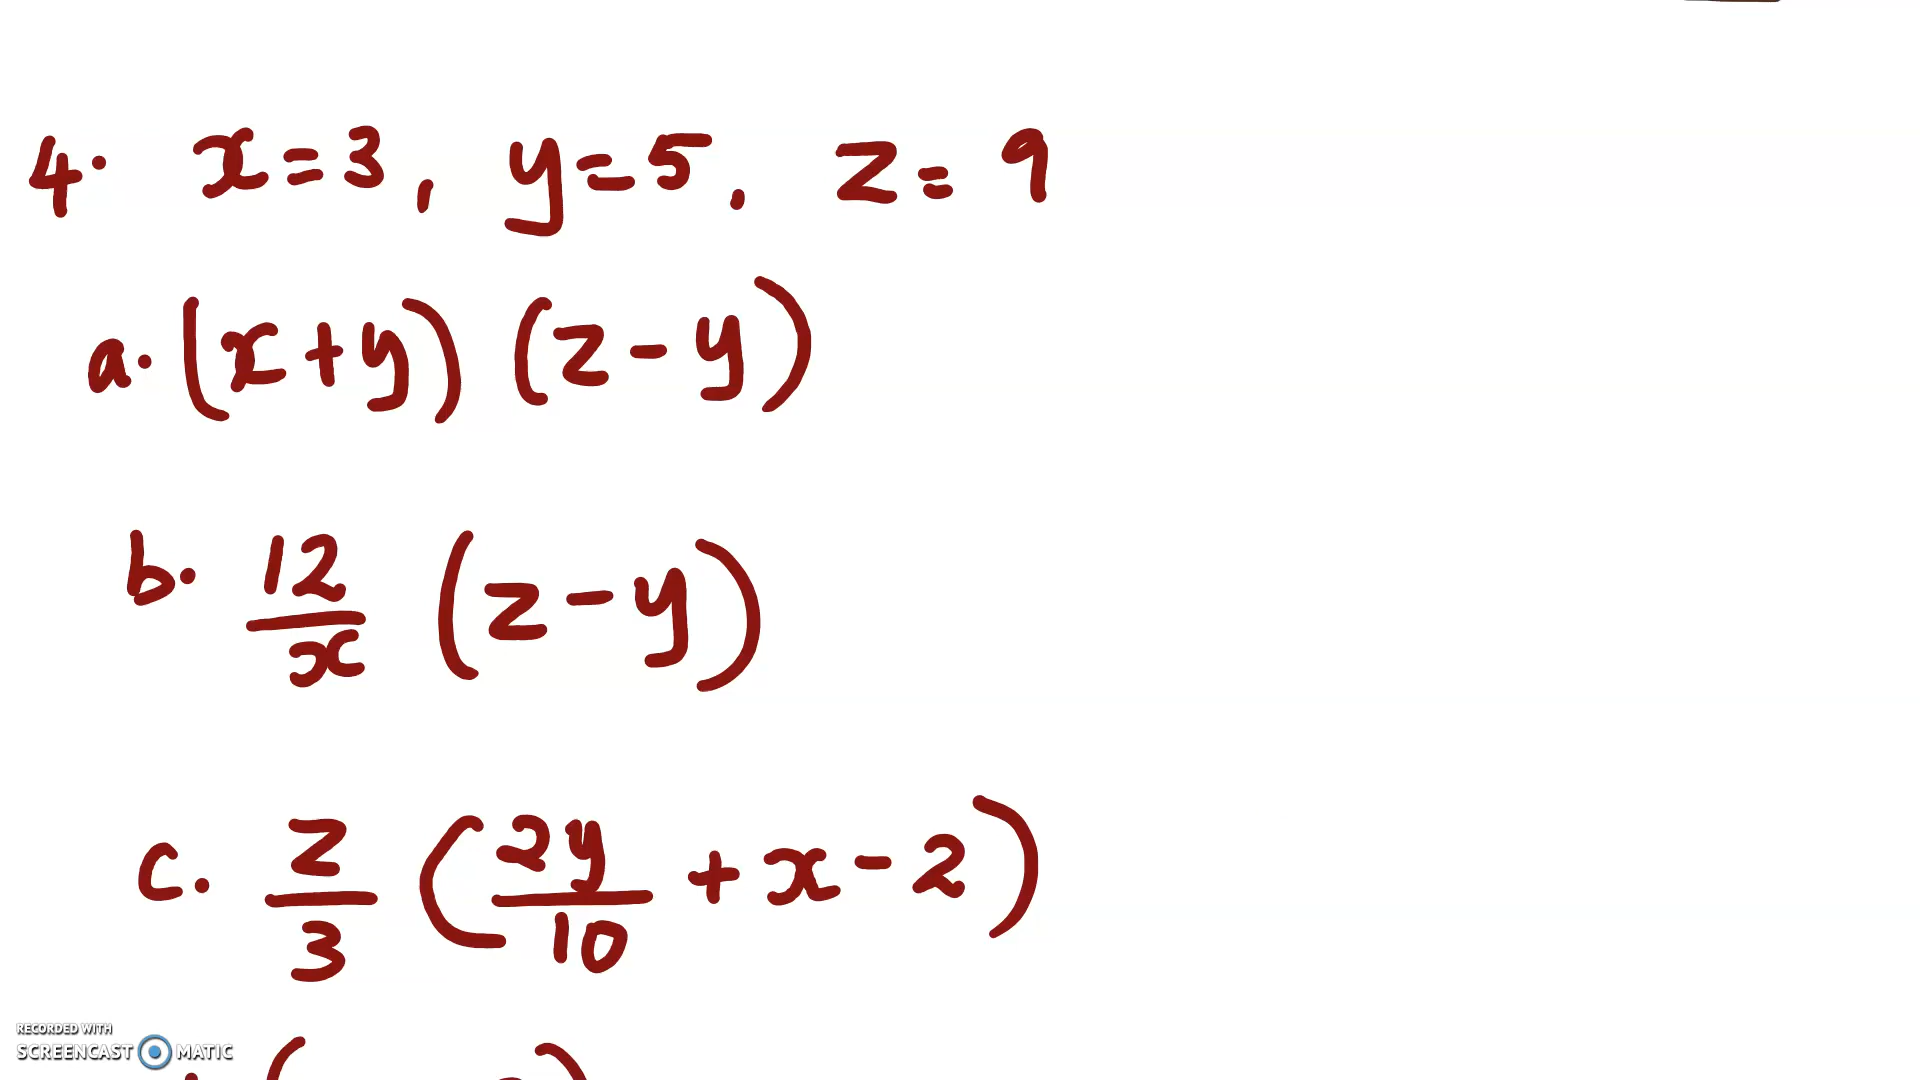 4. x=3, y=5, z=9
a. (x+y) (z-y)
b. 12/x (z-y)
c. z/3 (2y/10 +x-2)
RECORDED WITH
SCREENCAST MATIC